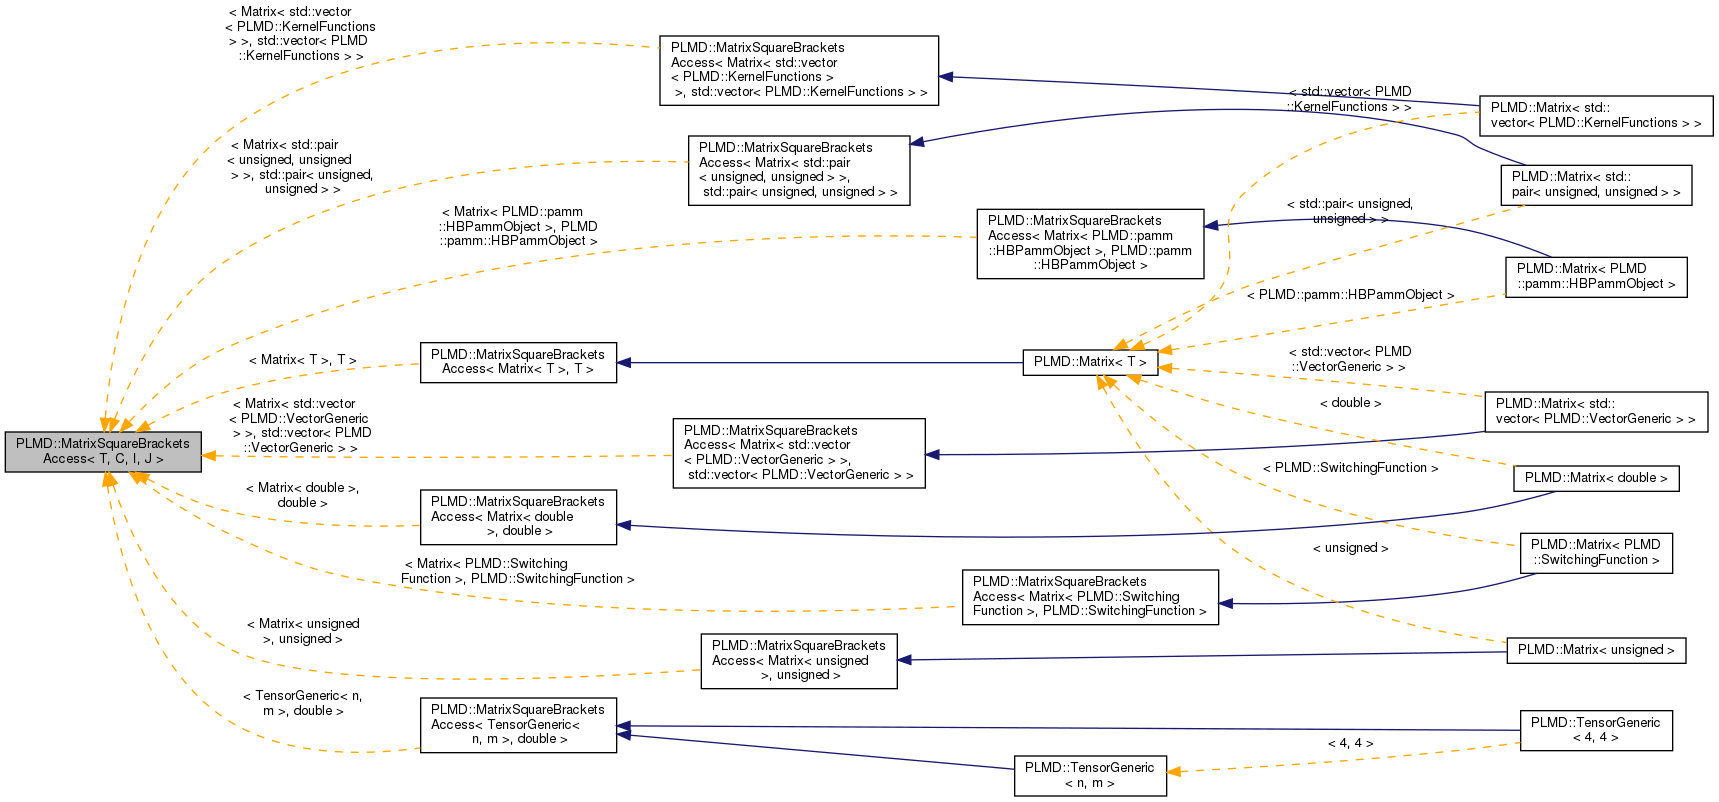 < Matrix< std::vector
< PLMD::KernelFunctions
> >, std::vector< PLMD
::KernelFunctions > >
PLMD::MatrixSquareBrackets
Access< Matrix< std::vector
< PLMD::KernelFunctions >
>, std::vector< PLMD::KernelFunctions > >
< std::vector< PLMD
::KernelFunctions > >
PLMD::Matrix< std::
vector< PLMD::KernelFunctions > >
< Matrix< std::pair
< unsigned, unsigned
> >, std::pair< unsigned,
unsigned > >
PLMD::MatrixSquareBrackets
Access< Matrix< std::pair
< unsigned, unsigned > >,
std::pair< unsigned, unsigned > >
PLMD::Matrix< std::
pair< unsigned, unsigned > >
< Matrix< PLMD::pamm
::HBPammObject >, PLMD
::pamm::HBPammObject >
PLMD::MatrixSquareBrackets
Access< Matrix< PLMD::pamm
::HBPammObject >, PLMD::pamm
::HBPammObject >
< std::pair< unsigned,
unsigned > >
PLMD::Matrix< PLMD
::pamm::HBPammObject >
< PLMD::pamm::HBPammObject >
< Matrix< T >, T >
PLMD::MatrixSquareBrackets
Access< Matrix< T >, T >
PLMD::Matrix< T >
< std::vector< PLMD
::VectorGeneric > >
PLMD::Matrix< std::
vector< PLMD::VectorGeneric > >
< double >
< Matrix< std::vector
< PLMD::VectorGeneric
> >, std::vector< PLMD
::VectorGeneric > >
PLMD::MatrixSquareBrackets
Access< T, C, I, J >
PLMD::MatrixSquareBrackets
Access< Matrix< std::vector
< PLMD::VectorGeneric > >,
std::vector< PLMD::VectorGeneric > >
< PLMD::SwitchingFunction >
PLMD::Matrix< double >
< Matrix< double >,
double >
PLMD::MatrixSquareBrackets
Access< Matrix< double
>, double >
< unsigned >
PLMD::Matrix< PLMD
::SwitchingFunction >
< Matrix< PLMD::Switching
Function >, PLMD::SwitchingFunction >
PLMD::MatrixSquareBrackets
Access< Matrix< PLMD::Switching
Function >, PLMD::SwitchingFunction >
< Matrix< unsigned
>, unsigned >
PLMD::MatrixSquareBrackets
Access< Matrix< unsigned
>, unsigned >
PLMD::Matrix< unsigned >
< TensorGeneric< n,
m >, double >
PLMD::MatrixSquareBrackets
Access< TensorGeneric<
n, m >, double >
PLMD::TensorGeneric
< 4, 4 >
< 4, 4 >
PLMD::TensorGeneric
< n, m >